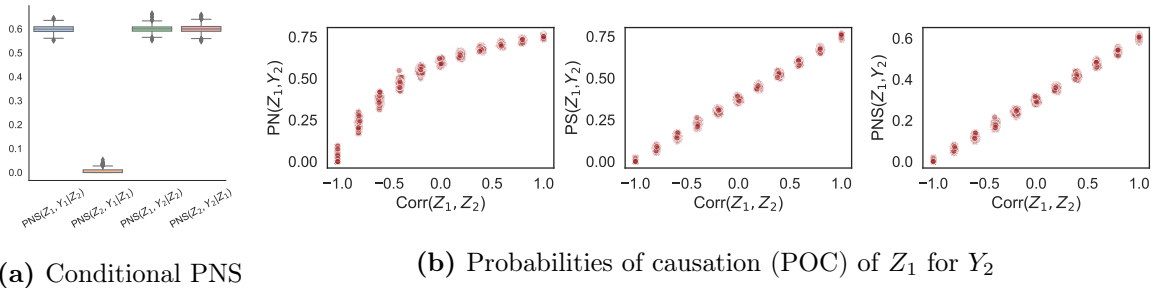 0.6
0.5
0.4
0.3
0.2
0.1
0.0
PNS(Z₁, Y₁|Z₂)
PNS(Z₂, Y₁|Z₁)
PNS(Z₁, Y₂|Z₂)
PNS(Z₂, Y₂|Z₁)
(a) Conditional PNS
PN(Z₁,Y₂)
0.75
0.50
0.25
0.00
−1.0 −0.5 0.0 0.5 1.0
Corr(Z₁, Z₂)
PS(Z₁,Y₂)
0.75
0.50
0.25
0.00
−1.0 −0.5 0.0 0.5 1.0
Corr(Z₁, Z₂)
PNS(Z₁,Y₂)
0.6
0.4
0.2
0.0
−1.0 −0.5 0.0 0.5 1.0
Corr(Z₁, Z₂)
(b) Probabilities of causation (POC) of Z₁ for Y₂